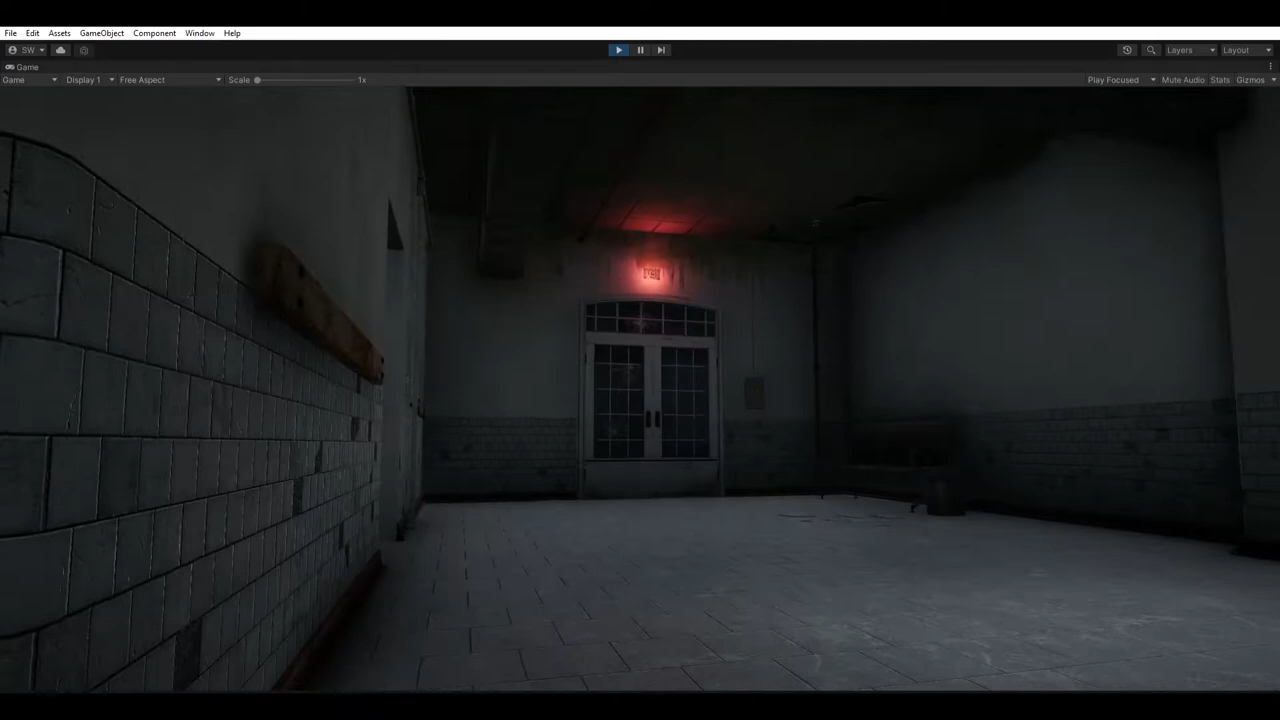 File Edit Assets GameObject Component Window Help
SW Layers Layout
Game
Game Display 1 Free Aspect Scale 1x Play Focused Mute Audio Stats Gizmos